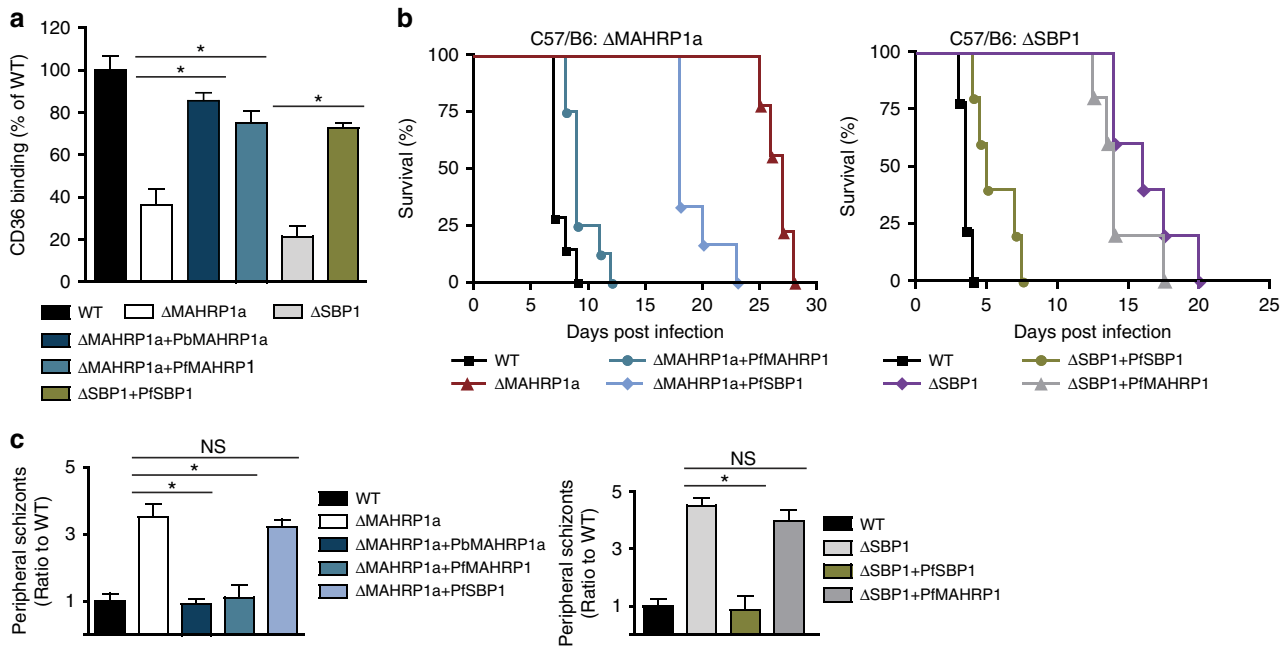 a
CD36 binding (% of WT)
120
100
80
60
40
20
0
*
*
*
WT
ΔMAHRP1a
ΔSBP1
ΔMAHRP1a+PbMAHRP1a
ΔMAHRP1a+PfMAHRP1
ΔSBP1+PfSBP1
b
C57/B6: ΔMAHRP1a
Survival (%)
100
75
50
25
0
0 5 10 15 20 25 30
Days post infection
WT
ΔMAHRP1a+PfMAHRP1
ΔMAHRP1a
ΔMAHRP1a+PfSBP1
C57/B6: ΔSBP1
Survival (%)
100
75
50
25
0
0 5 10 15 20 25
Days post infection
WT
ΔSBP1+PfSBP1
ΔSBP1
ΔSBP1+PfMAHRP1
c
Peripheral schizonts
(Ratio to WT)
5
3
1
NS
*
*
WT
ΔMAHRP1a
ΔMAHRP1a+PbMAHRP1a
ΔMAHRP1a+PfMAHRP1
ΔMAHRP1a+PfSBP1
Peripheral schizonts
(Ratio to WT)
5
3
1
NS
*
WT
ΔSBP1
ΔSBP1+PfSBP1
ΔSBP1+PfMAHRP1